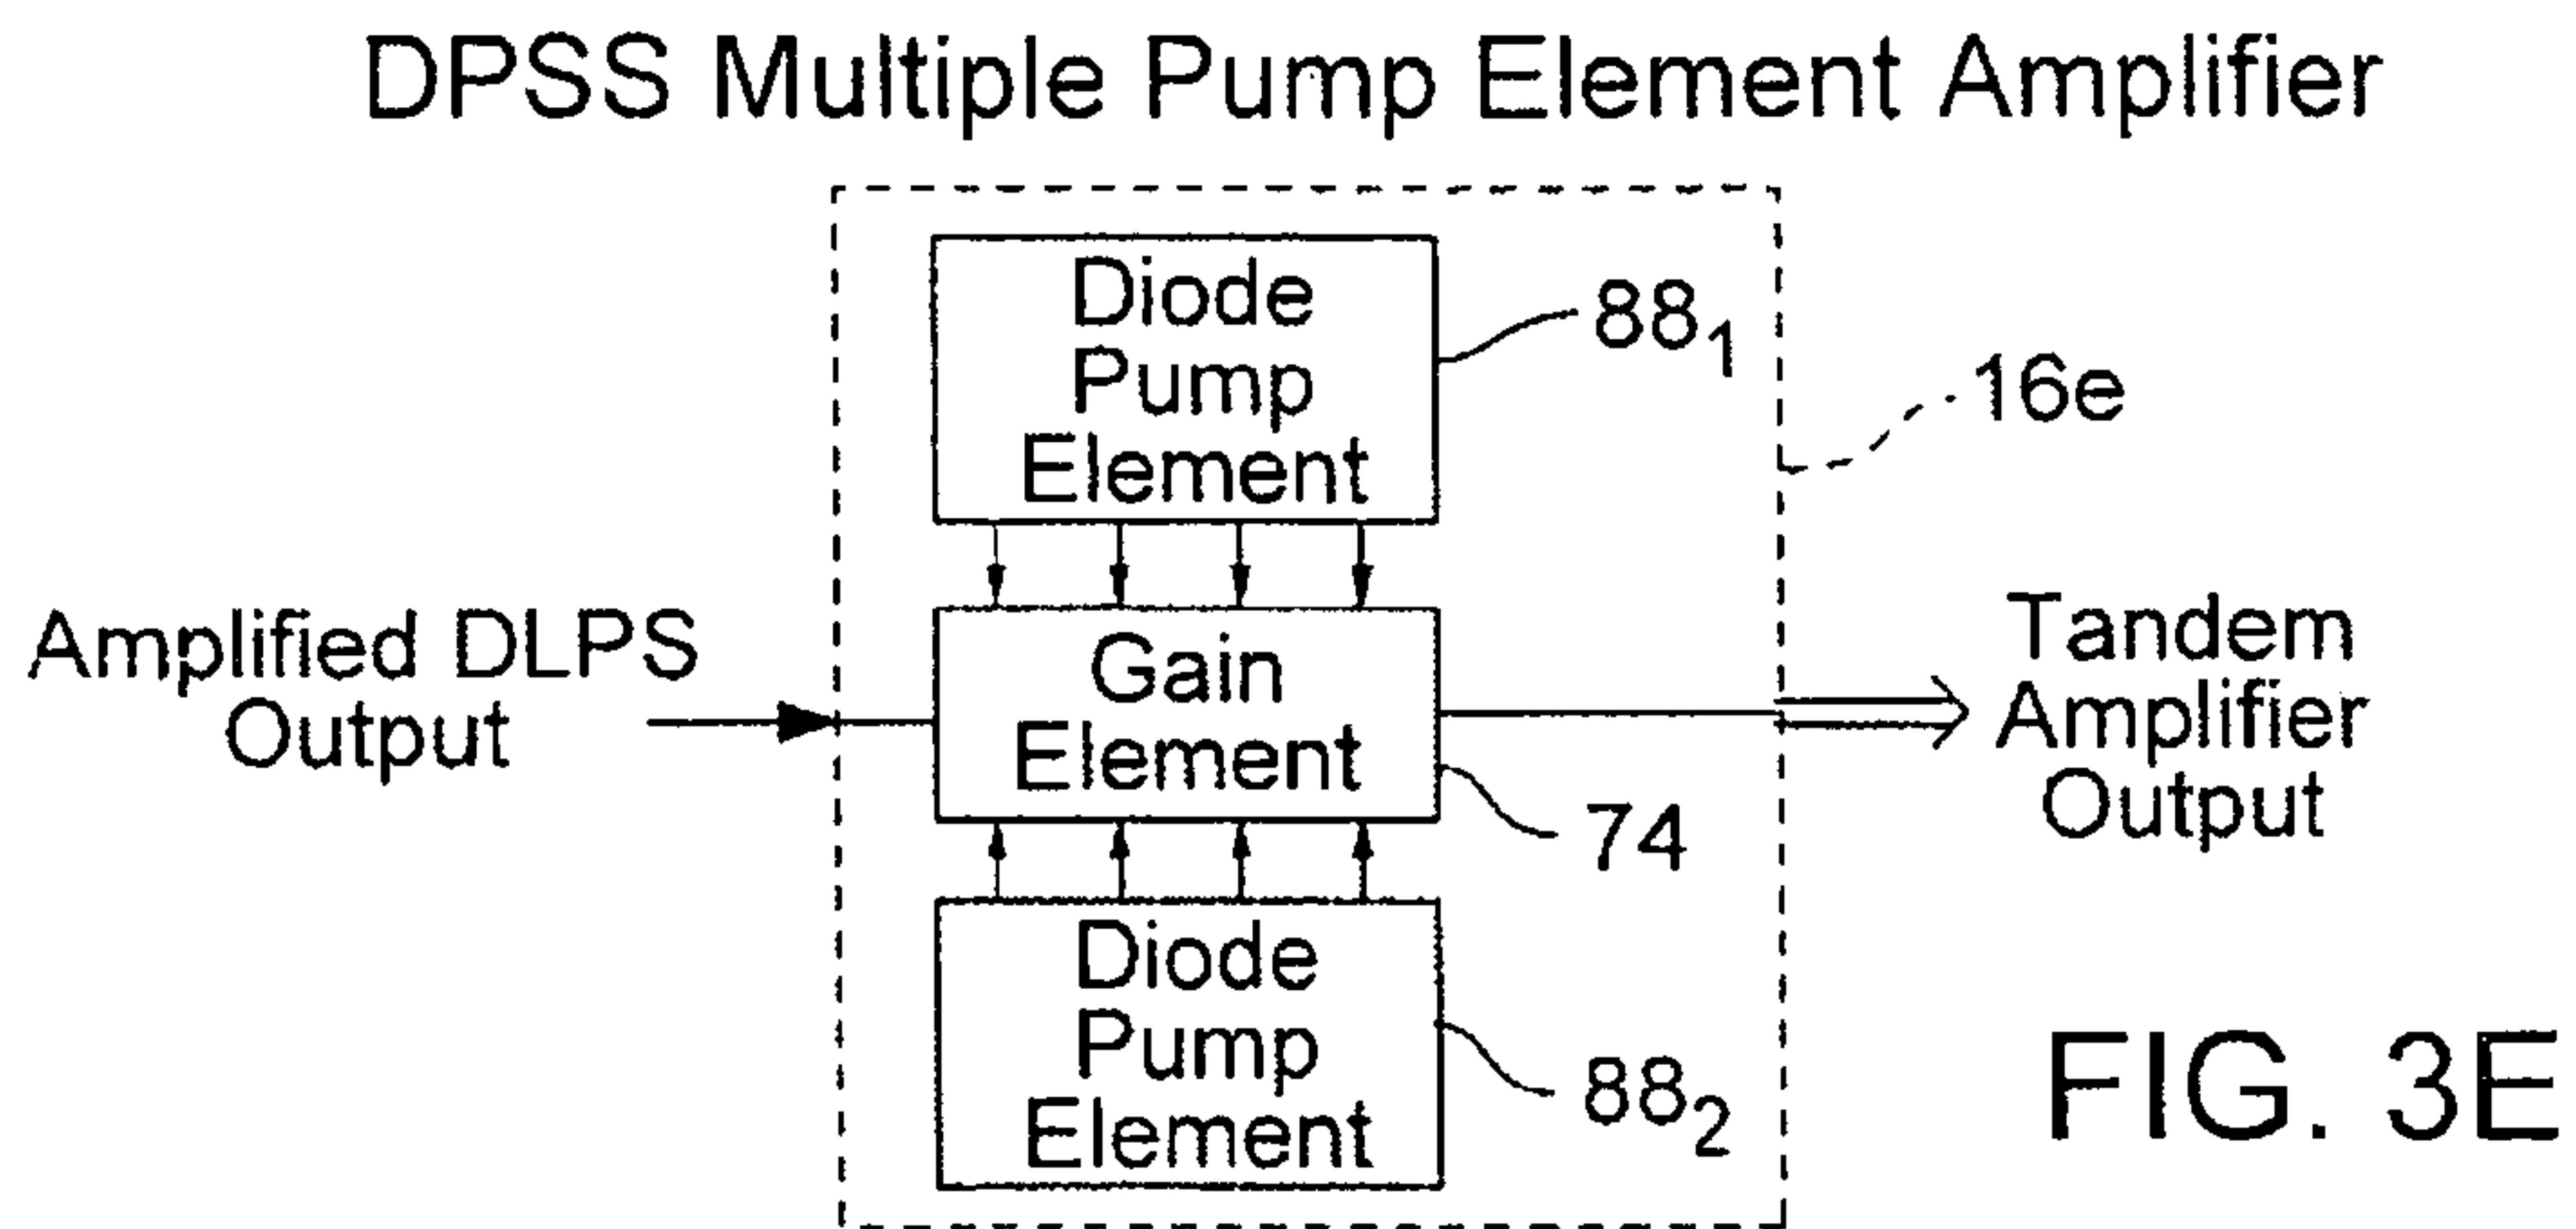 DPSS Multiple Pump Element Amplifier
Diode
Pump
Element
88₁
16e
Amplified DLPS
Output
Gain
Element
74
Tandem
Amplifier
Output
Diode
Pump
Element
88₂
FIG. 3E